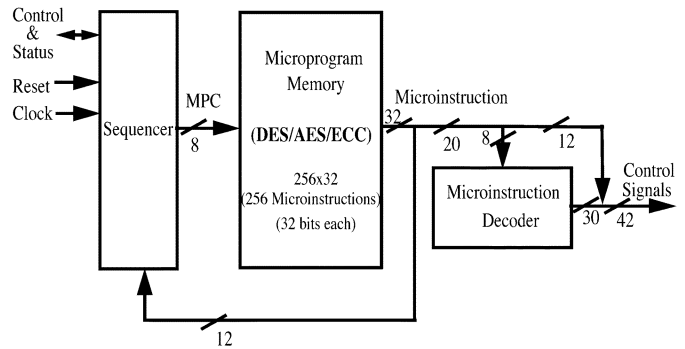 Control
&
Status
Reset
Clock
Sequencer
MPC
8
Microprogram
Memory
(DES/AES/ECC)
256x32
(256 Microinstructions)
(32 bits each)
Microinstruction
32
20
8
12
Microinstruction
Decoder
Control
Signals
30
42
12